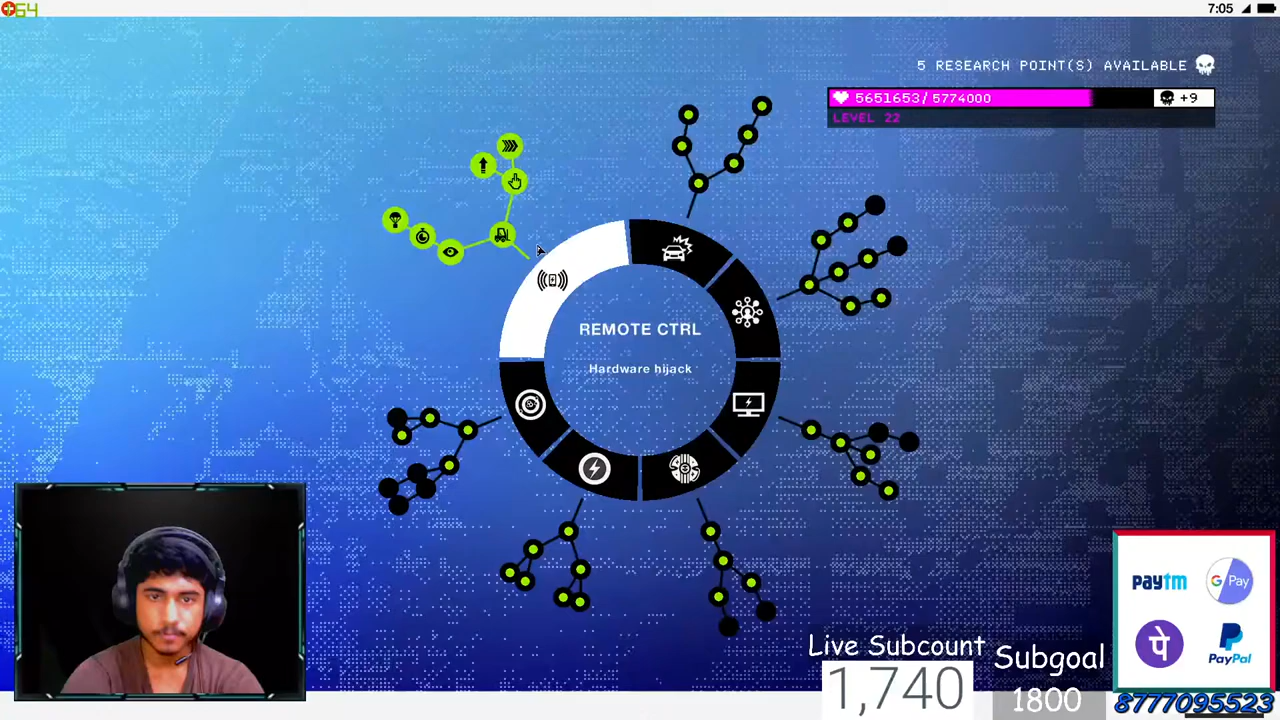 64
7:05
5 RESEARCH POINT(S) AVAILABLE
5651653/ 5774000
+9
LEVEL 22
REMOTE CTRL
Hardware hijack
paytm
G Pay
पे
PayPal
Live Subcount
1,740
Subgoal
1800
8777095523